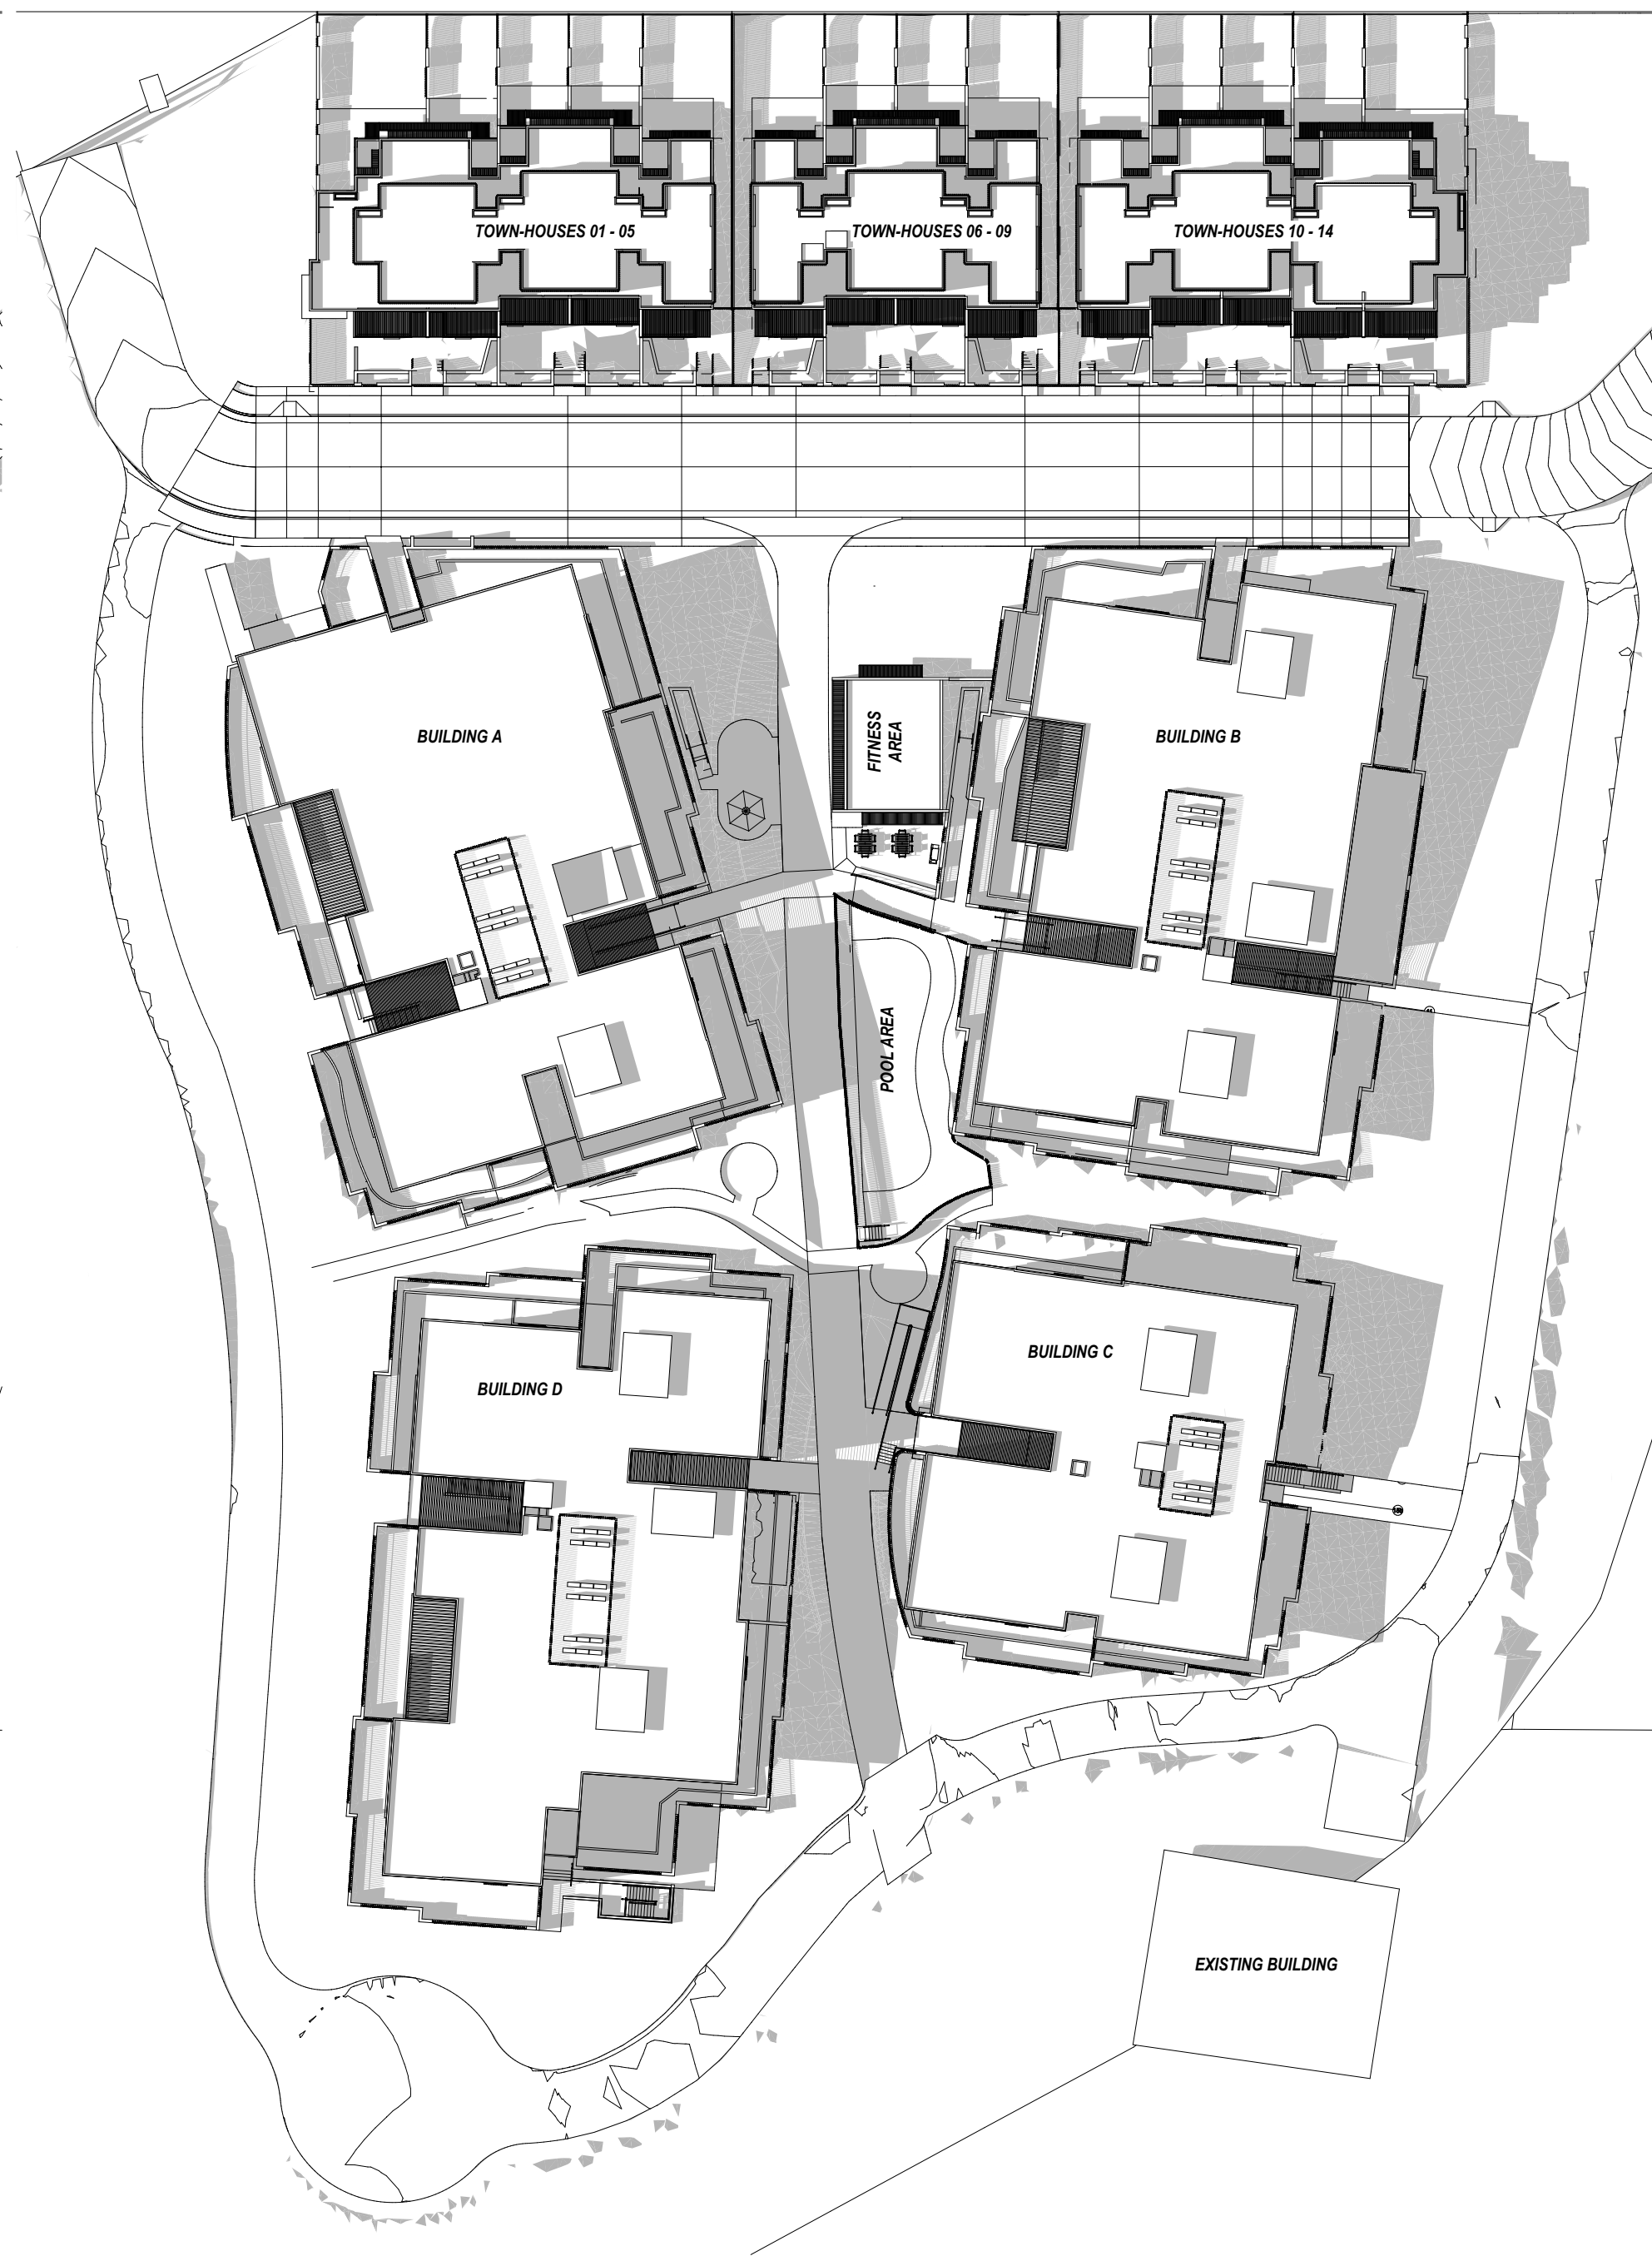 TOWN-HOUSES 01 - 05
TOWN-HOUSES 06 - 09
TOWN-HOUSES 10 - 14
BUILDING A
FITNESS
AREA
BUILDING B
POOL AREA
BUILDING C
BUILDING D
EXISTING BUILDING